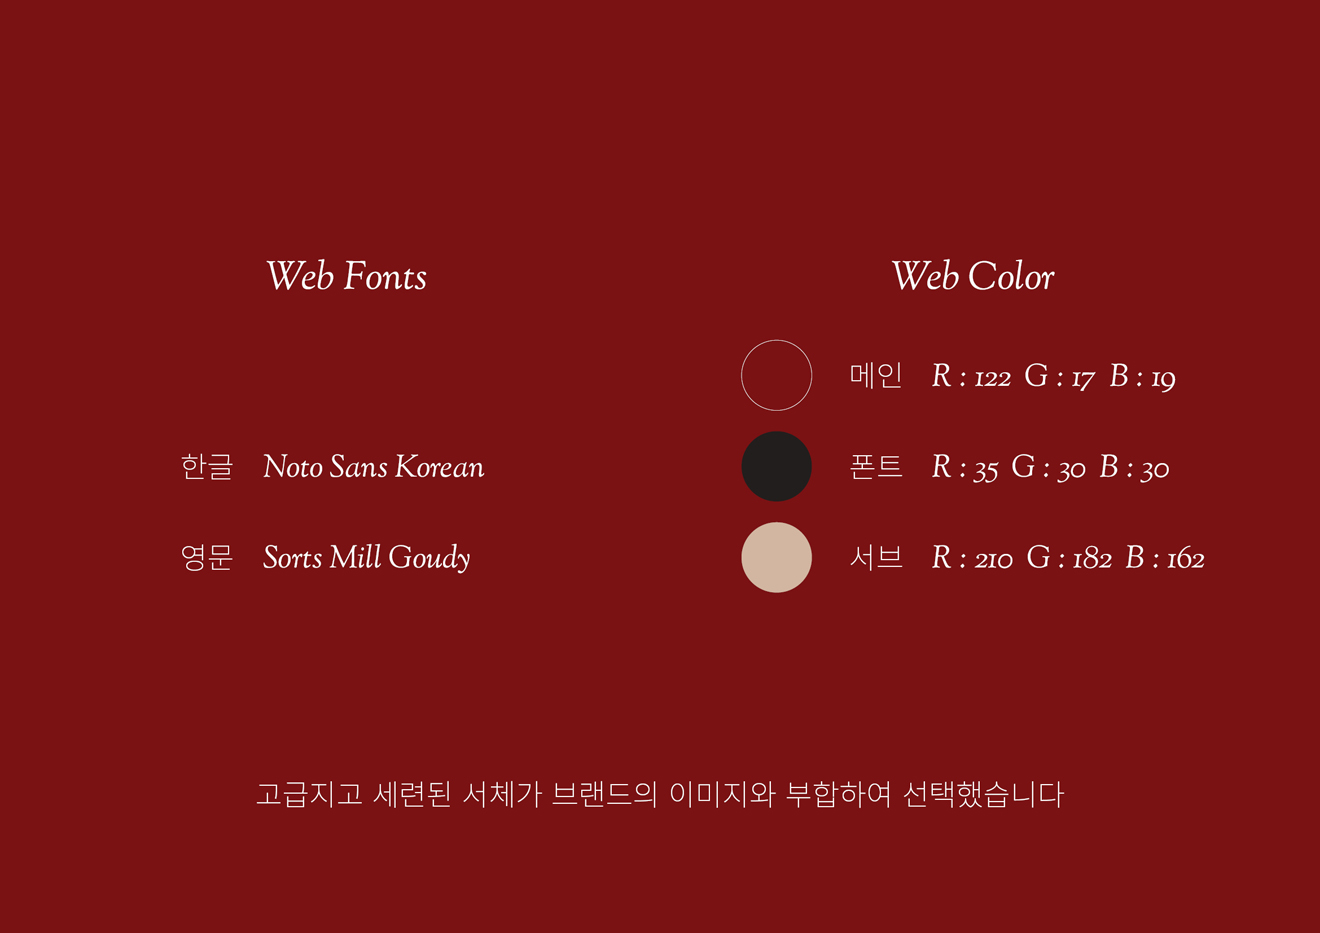 Web Fonts
한글 Noto Sans Korean
영문 Sorts Mill Goudy
Web Color
메인 R : 122 G : 17 B : 19
폰트 R : 35 G : 30 B : 30
서브 R : 210 G : 182 B : 162
고급지고 세련된 서체가 브랜드의 이미지와 부합하여 선택했습니다